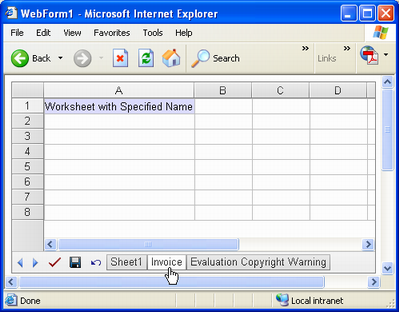 WebForm1 - Microsoft Internet Explorer
File Edit View Favorites Tools Help
Back Search » Links »
A B C D
1 Worksheet with Specified Name
2
3
4
5
6
7
8
Sheet1 Invoice Evaluation Copyright Warning
Done Local intranet